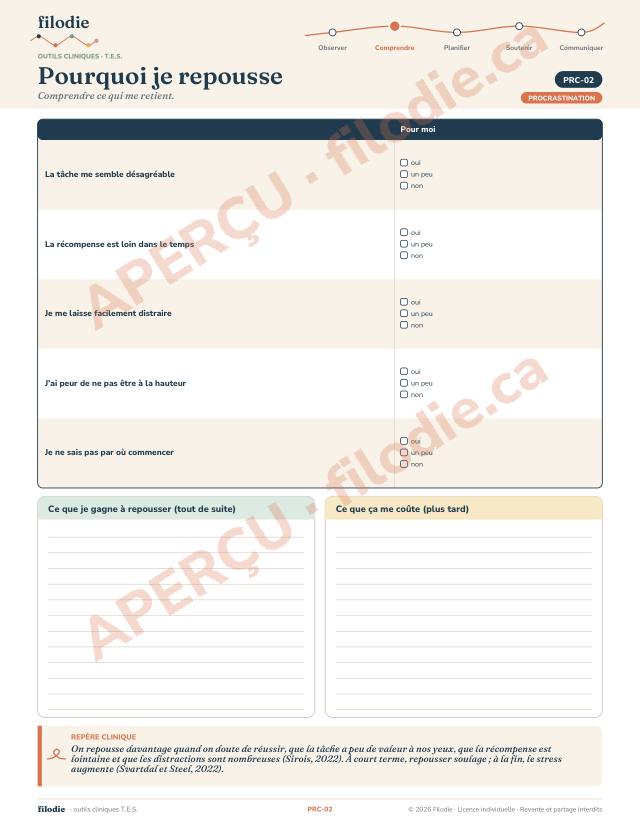 filodie
OUTILS CLINIQUES · T.E.S.
Observer
Comprendre
Planifier
Soutenir
Communiquer
Pourquoi je repousse
Comprendre ce qui me retient.
PRC-02
PROCRASTINATION
Pour moi
La tâche me semble désagréable
oui
un peu
non
La récompense est loin dans le temps
oui
un peu
non
Je me laisse facilement distraire
oui
un peu
non
J'ai peur de ne pas être à la hauteur
oui
un peu
non
Je ne sais pas par où commencer
oui
un peu
non
APERÇU · filodie.ca
APERÇU · filodie.ca
Ce que je gagne à repousser (tout de suite)
Ce que ça me coûte (plus tard)
REPÈRE CLINIQUE
On repousse davantage quand on doute de réussir, que la tâche a peu de valeur à nos yeux, que la récompense est
lointaine et que les distractions sont nombreuses (Sirois, 2022). À court terme, repousser soulage ; à la fin, le stress
augmente (Svartdal et Steel, 2022).
filodie · outils cliniques T.E.S.
PRC-02
© 2026 Filodie · Licence individuelle · Revente et partage interdits